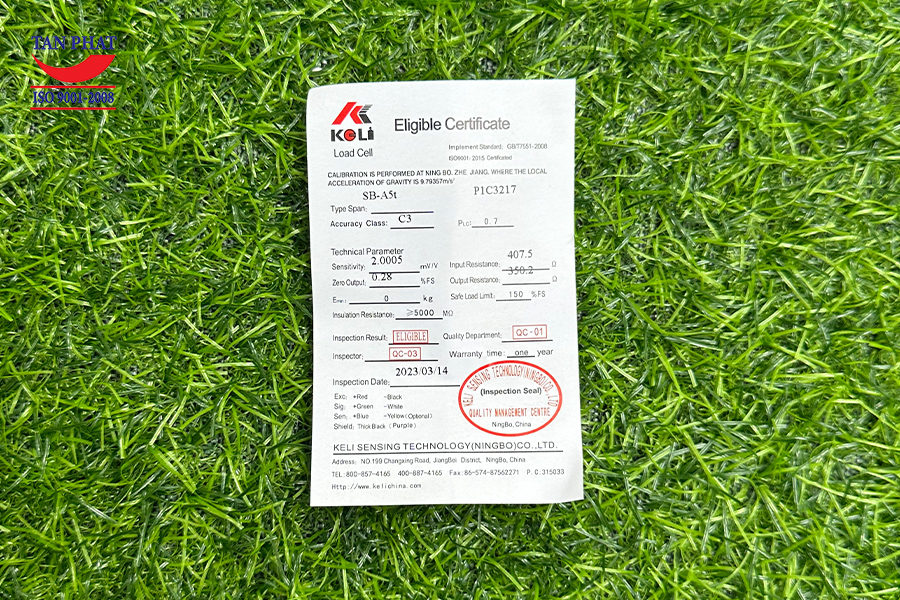 TAN PHAT
ISO 9001-2008
KELI
Load Cell
Eligible Certificate
Implement Standard: GB/T7551-2008
ISO9001: 2015 Certificated
CALIBRATION IS PERFORMED AT NING BO. ZHE JIANG. WHERE THE LOCAL
ACCELERATION OF GRAVITY IS 9.79357m/s²
SB-A5t P1C3217
Type Span:
Accuracy Class: C3 PLC: 0.7
Technical Parameter
Sensitivity: 2.0005 mV/V Input Resistance: 407.5 Ω
Zero Output: 0.28 %FS Output Resistance: 350.2 Ω
Emin: 0 kg Safe Load Limit: 150 %FS
Insulation Resistance: ≥5000 MΩ
Inspection Result: ELIGIBLE Quality Department: QC-01
Inspector: QC-03 Warranty time: one year
Inspection Date: 2023/03/14
KELI SENSING TECHNOLOGY(NINGBO)CO.,LTD
(Inspection Seal)
QUALITY MANAGEMENT CENTRE
NingBo, China
Exc: +Red -Black
Sig: +Green -White
Sen: +Blue -Yellow(Optional)
Shield: Thick Back (Purple)
KELI SENSING TECHNOLOGY(NINGBO)CO.,LTD.
Address: NO.199 Changxing Road, JiangBei District, NingBo, China
TEL:800-857-4165 400-887-4165 Fax:86-574-87562271 P.C:315033
Http://www.kelichina.com